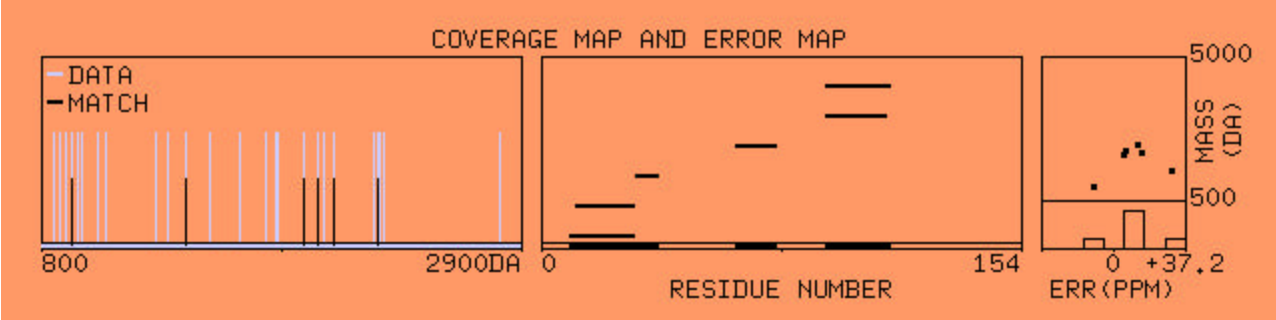 COVERAGE MAP AND ERROR MAP
DATA
MATCH
800
2900DA
0
154
RESIDUE NUMBER
5000
500
MASS
(DA)
0
+37.2
ERR(PPM)